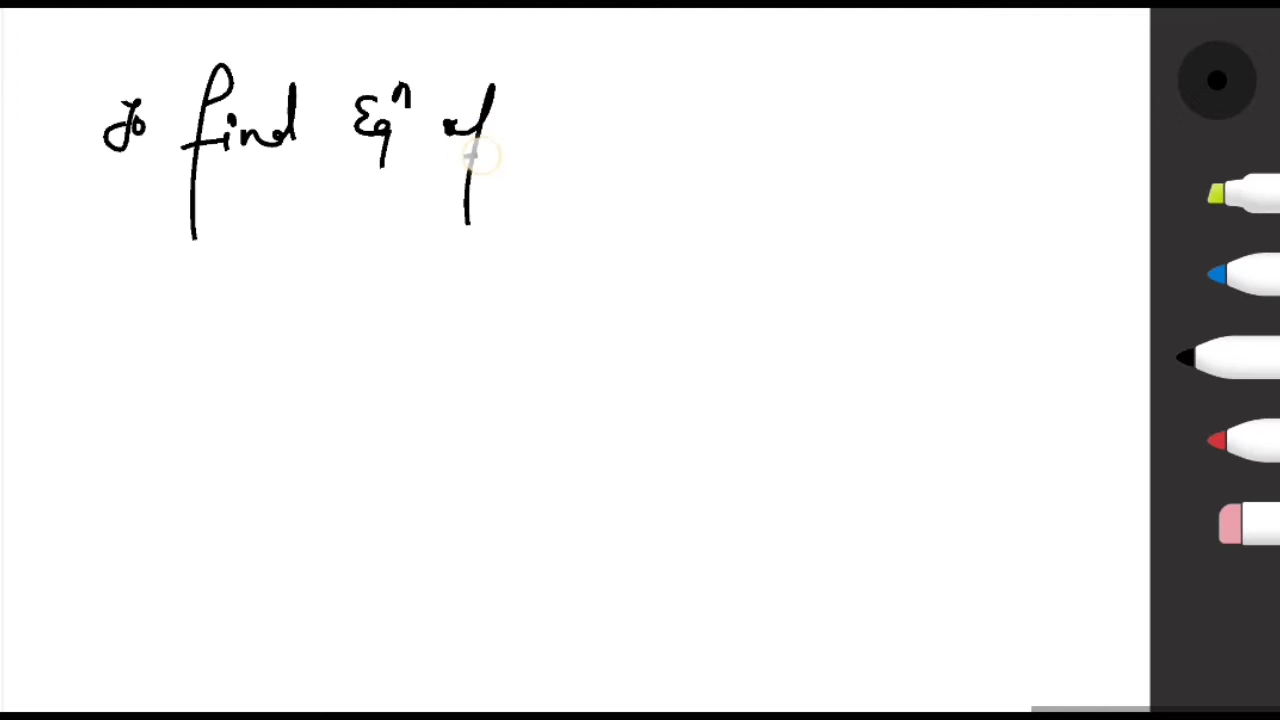 To find Eqⁿ of